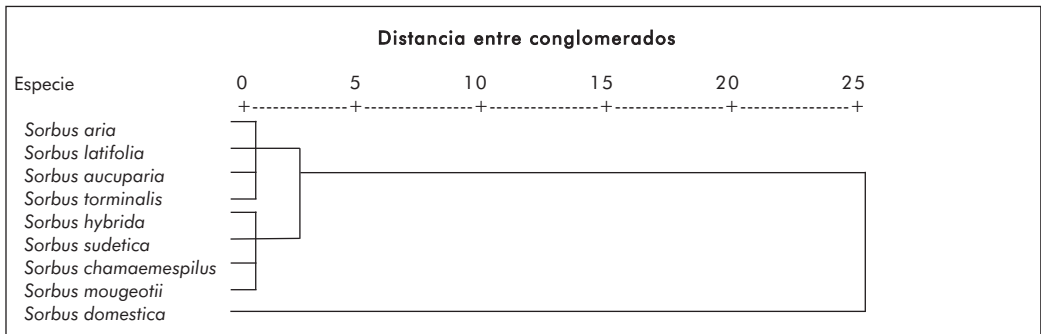 Distancia entre conglomerados
Especie 0 5 10 15 20 25
+-----------+-----------+-----------+-----------+-----------+
Sorbus aria
Sorbus latifolia
Sorbus aucuparia
Sorbus torminalis
Sorbus hybrida
Sorbus sudetica
Sorbus chamaemespilus
Sorbus mougeotii
Sorbus domestica